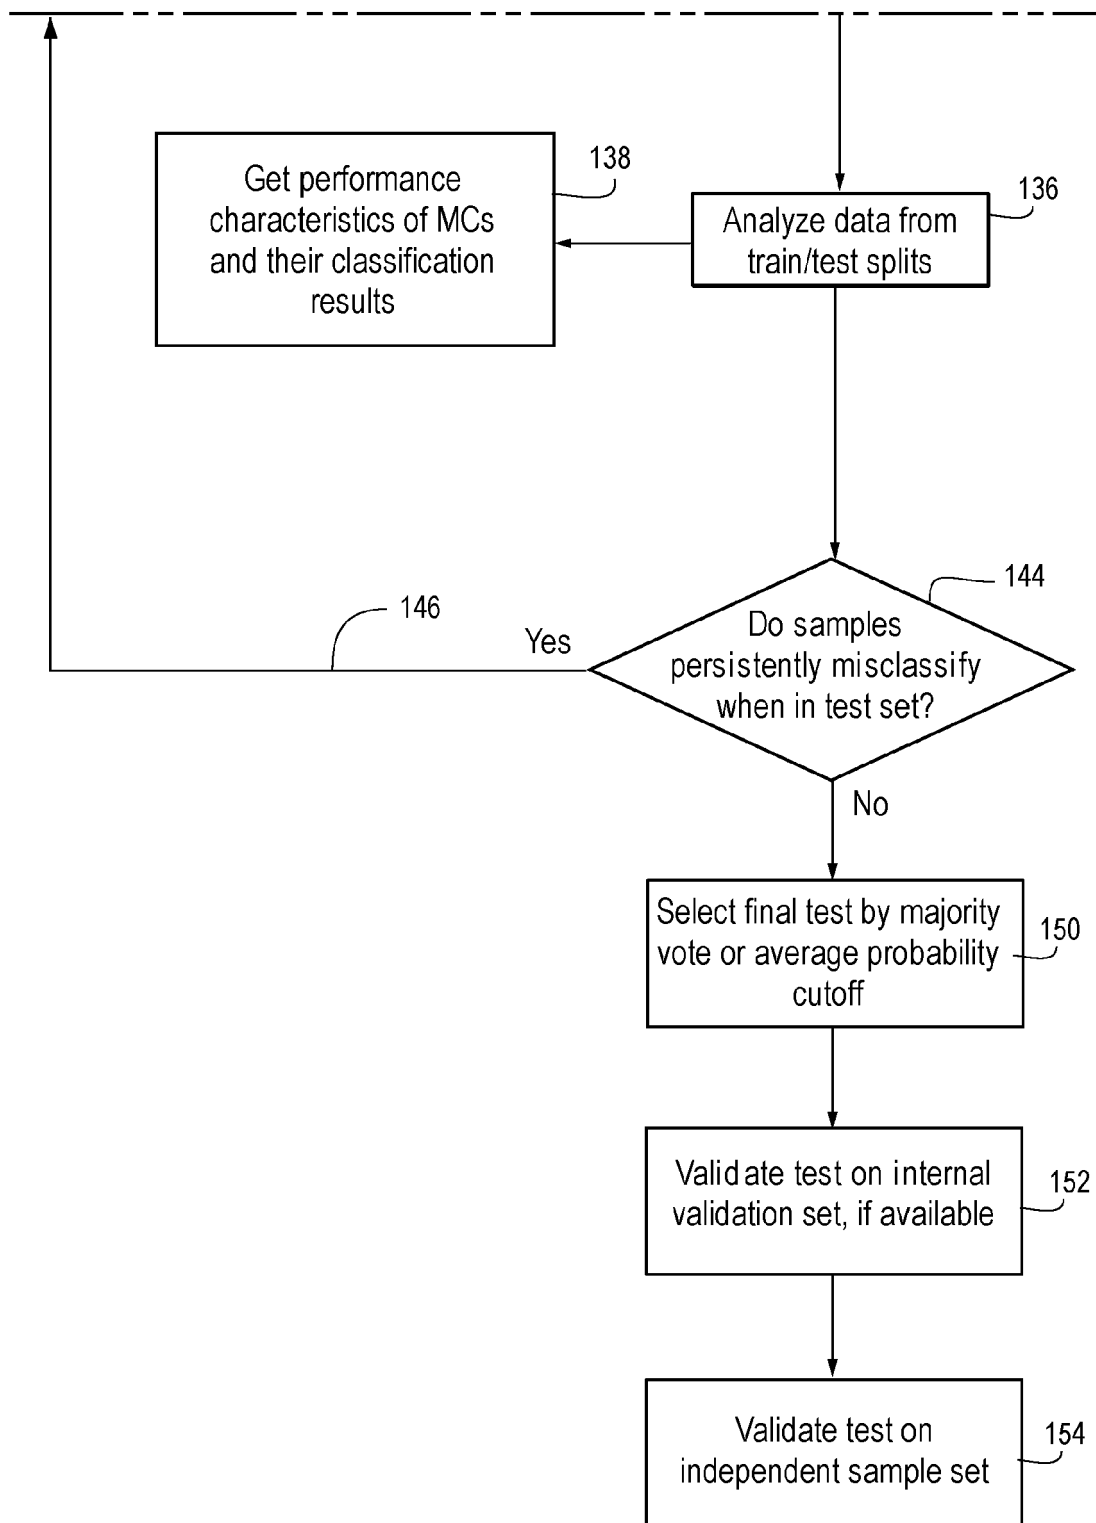 Get performance
characteristics of MCs
and their classification
results
138
Analyze data from
train/test splits
136
Do samples
persistently misclassify
when in test set?
144
Yes
146
No
Select final test by majority
vote or average probability
cutoff
150
Validate test on internal
validation set, if available
152
Validate test on
independent sample set
154